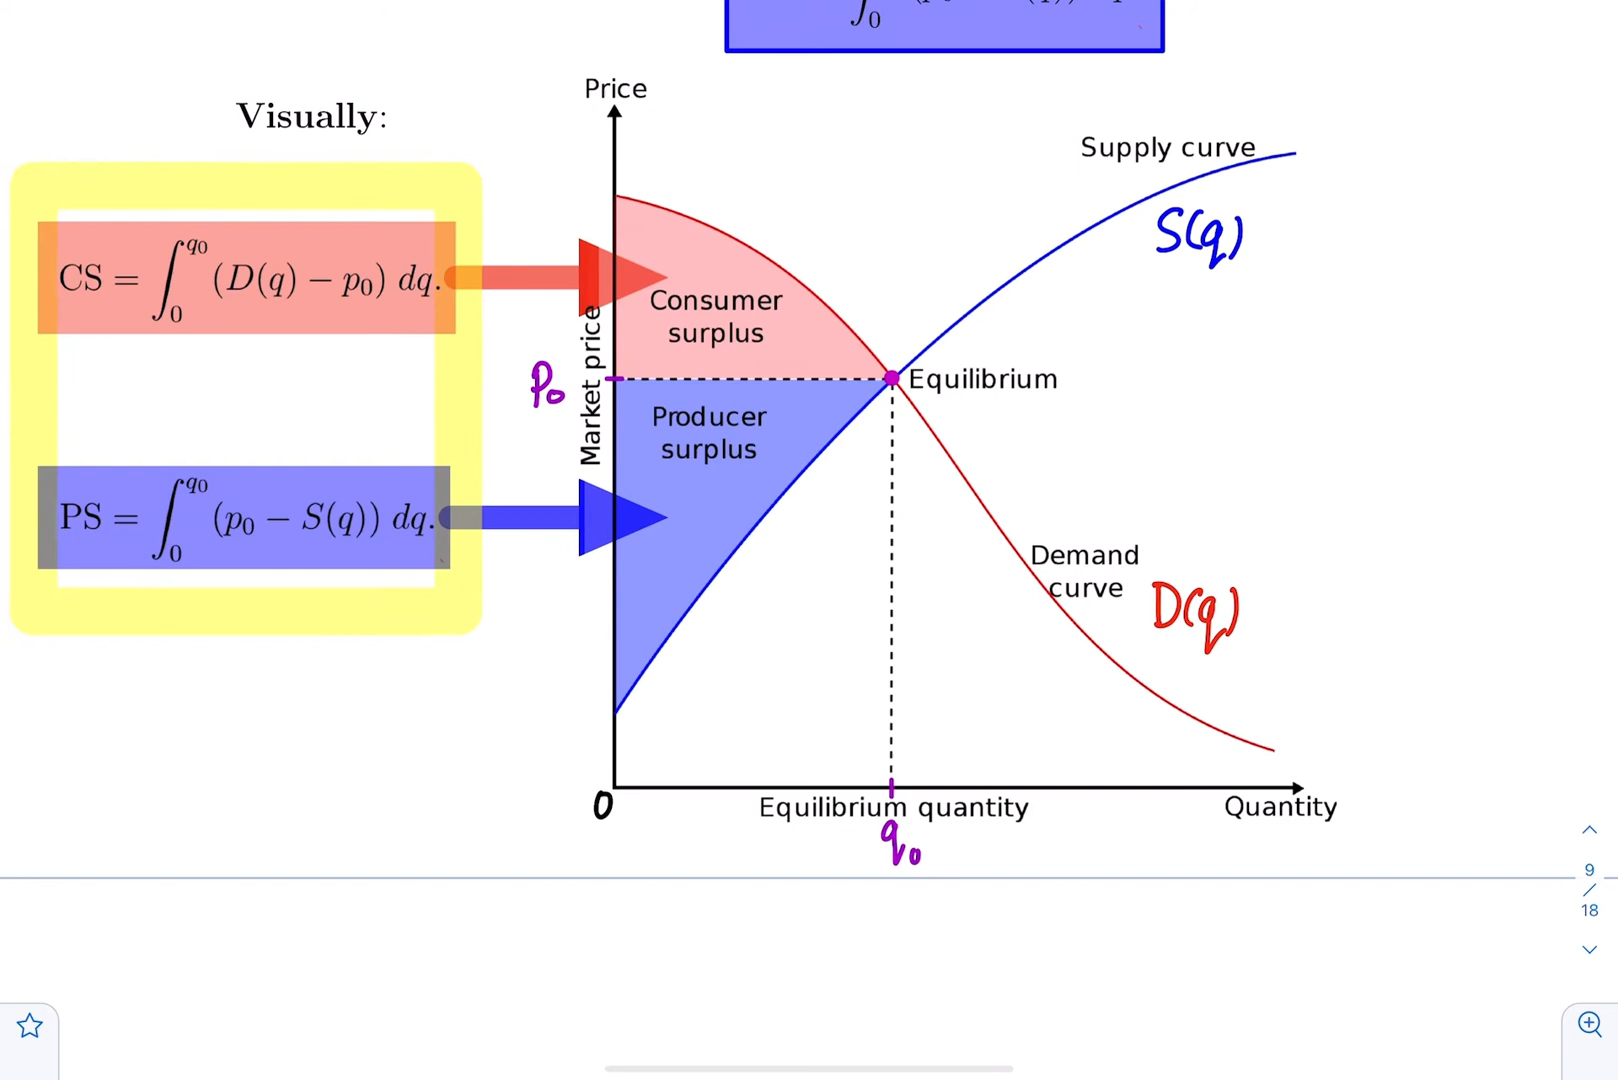 Visually:
CS = ∫₀^{q₀} (D(q) − p₀) dq.
PS = ∫₀^{q₀} (p₀ − S(q)) dq.
Price
Supply curve
S(q)
Consumer
surplus
Market price
p₀
Equilibrium
Producer
surplus
Demand
curve
D(q)
0
Equilibrium quantity
Quantity
q₀
9
/
18